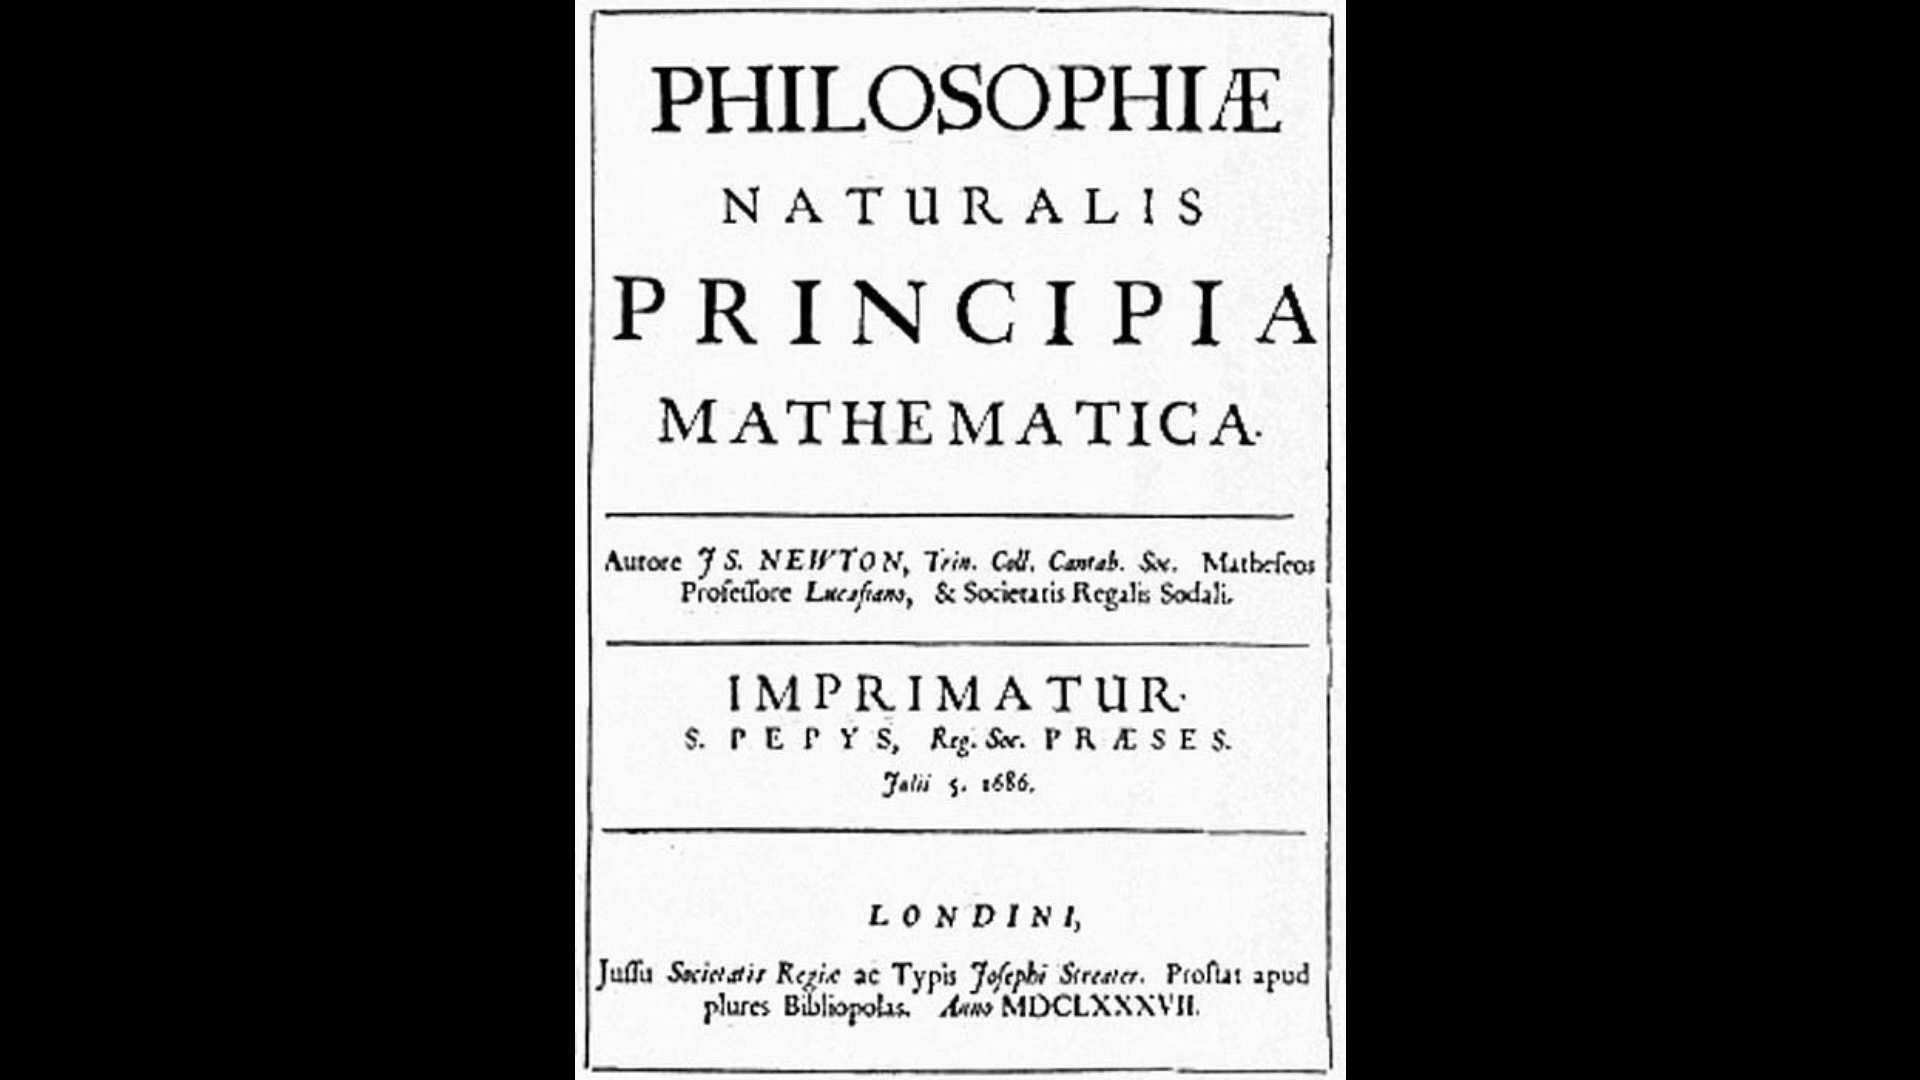 PHILOSOPHIÆ
NATURALIS
PRINCIPIA
MATHEMATICA.
Autore J S. NEWTON, Trin. Coll. Cantab. Soc. Matheſeos
Profeſſore Lucaſiano, & Societatis Regalis Sodali.
IMPRIMATUR.
S. PEPYS, Reg. Soc. PRÆSES.
Julii 5. 1686.
LONDINI,
Juſſu Societatis Regiæ ac Typis Joſephi Streater. Proſtat apud
plures Bibliopolas. Anno MDCLXXXVII.